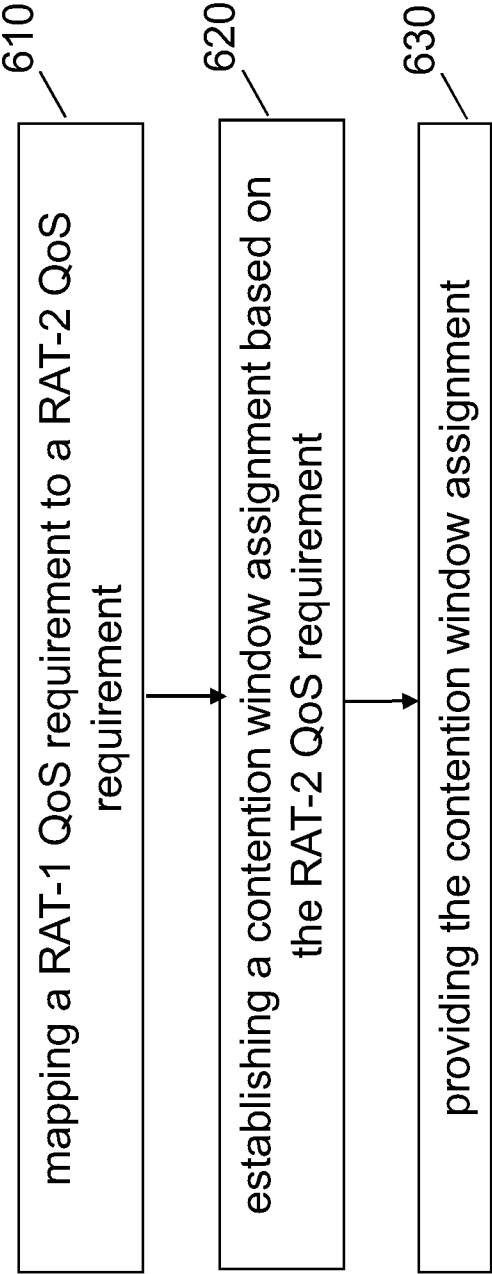 610
mapping a RAT-1 QoS requirement to a RAT-2 QoS
requirement
620
establishing a contention window assignment based on
the RAT-2 QoS requirement
630
providing the contention window assignment